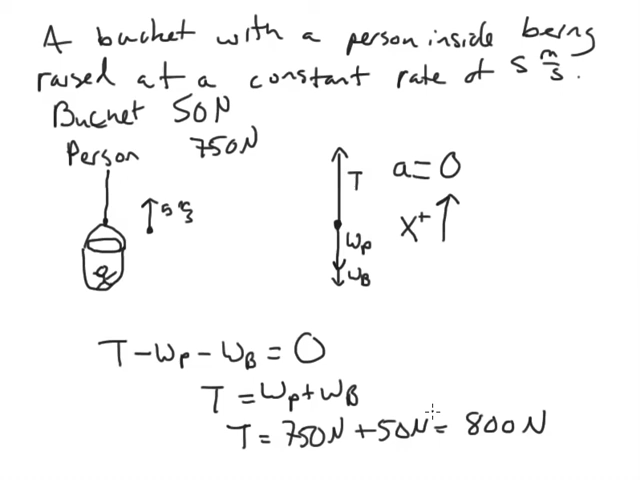 A bucket with a person inside being
raised at a constant rate of 5 m/s.
Bucket 50N
Person 750N
5 m/s
T
Wp
WB
a=0
x+
T-Wp-WB=0
T=Wp+WB
T=750N+50N=800N